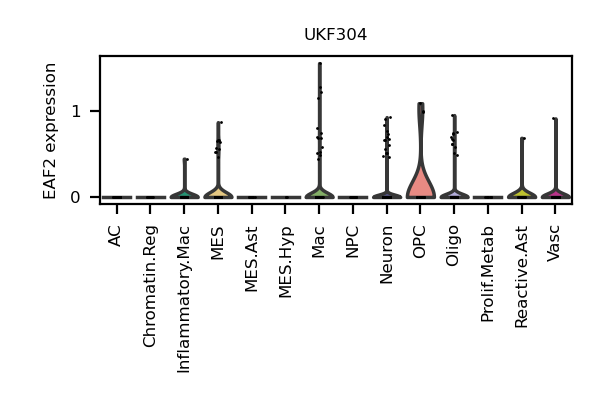 UKF304
EAF2 expression
1
0
AC
Chromatin.Reg
Inflammatory.Mac
MES
MES.Ast
MES.Hyp
Mac
NPC
Neuron
OPC
Oligo
Prolif.Metab
Reactive.Ast
Vasc